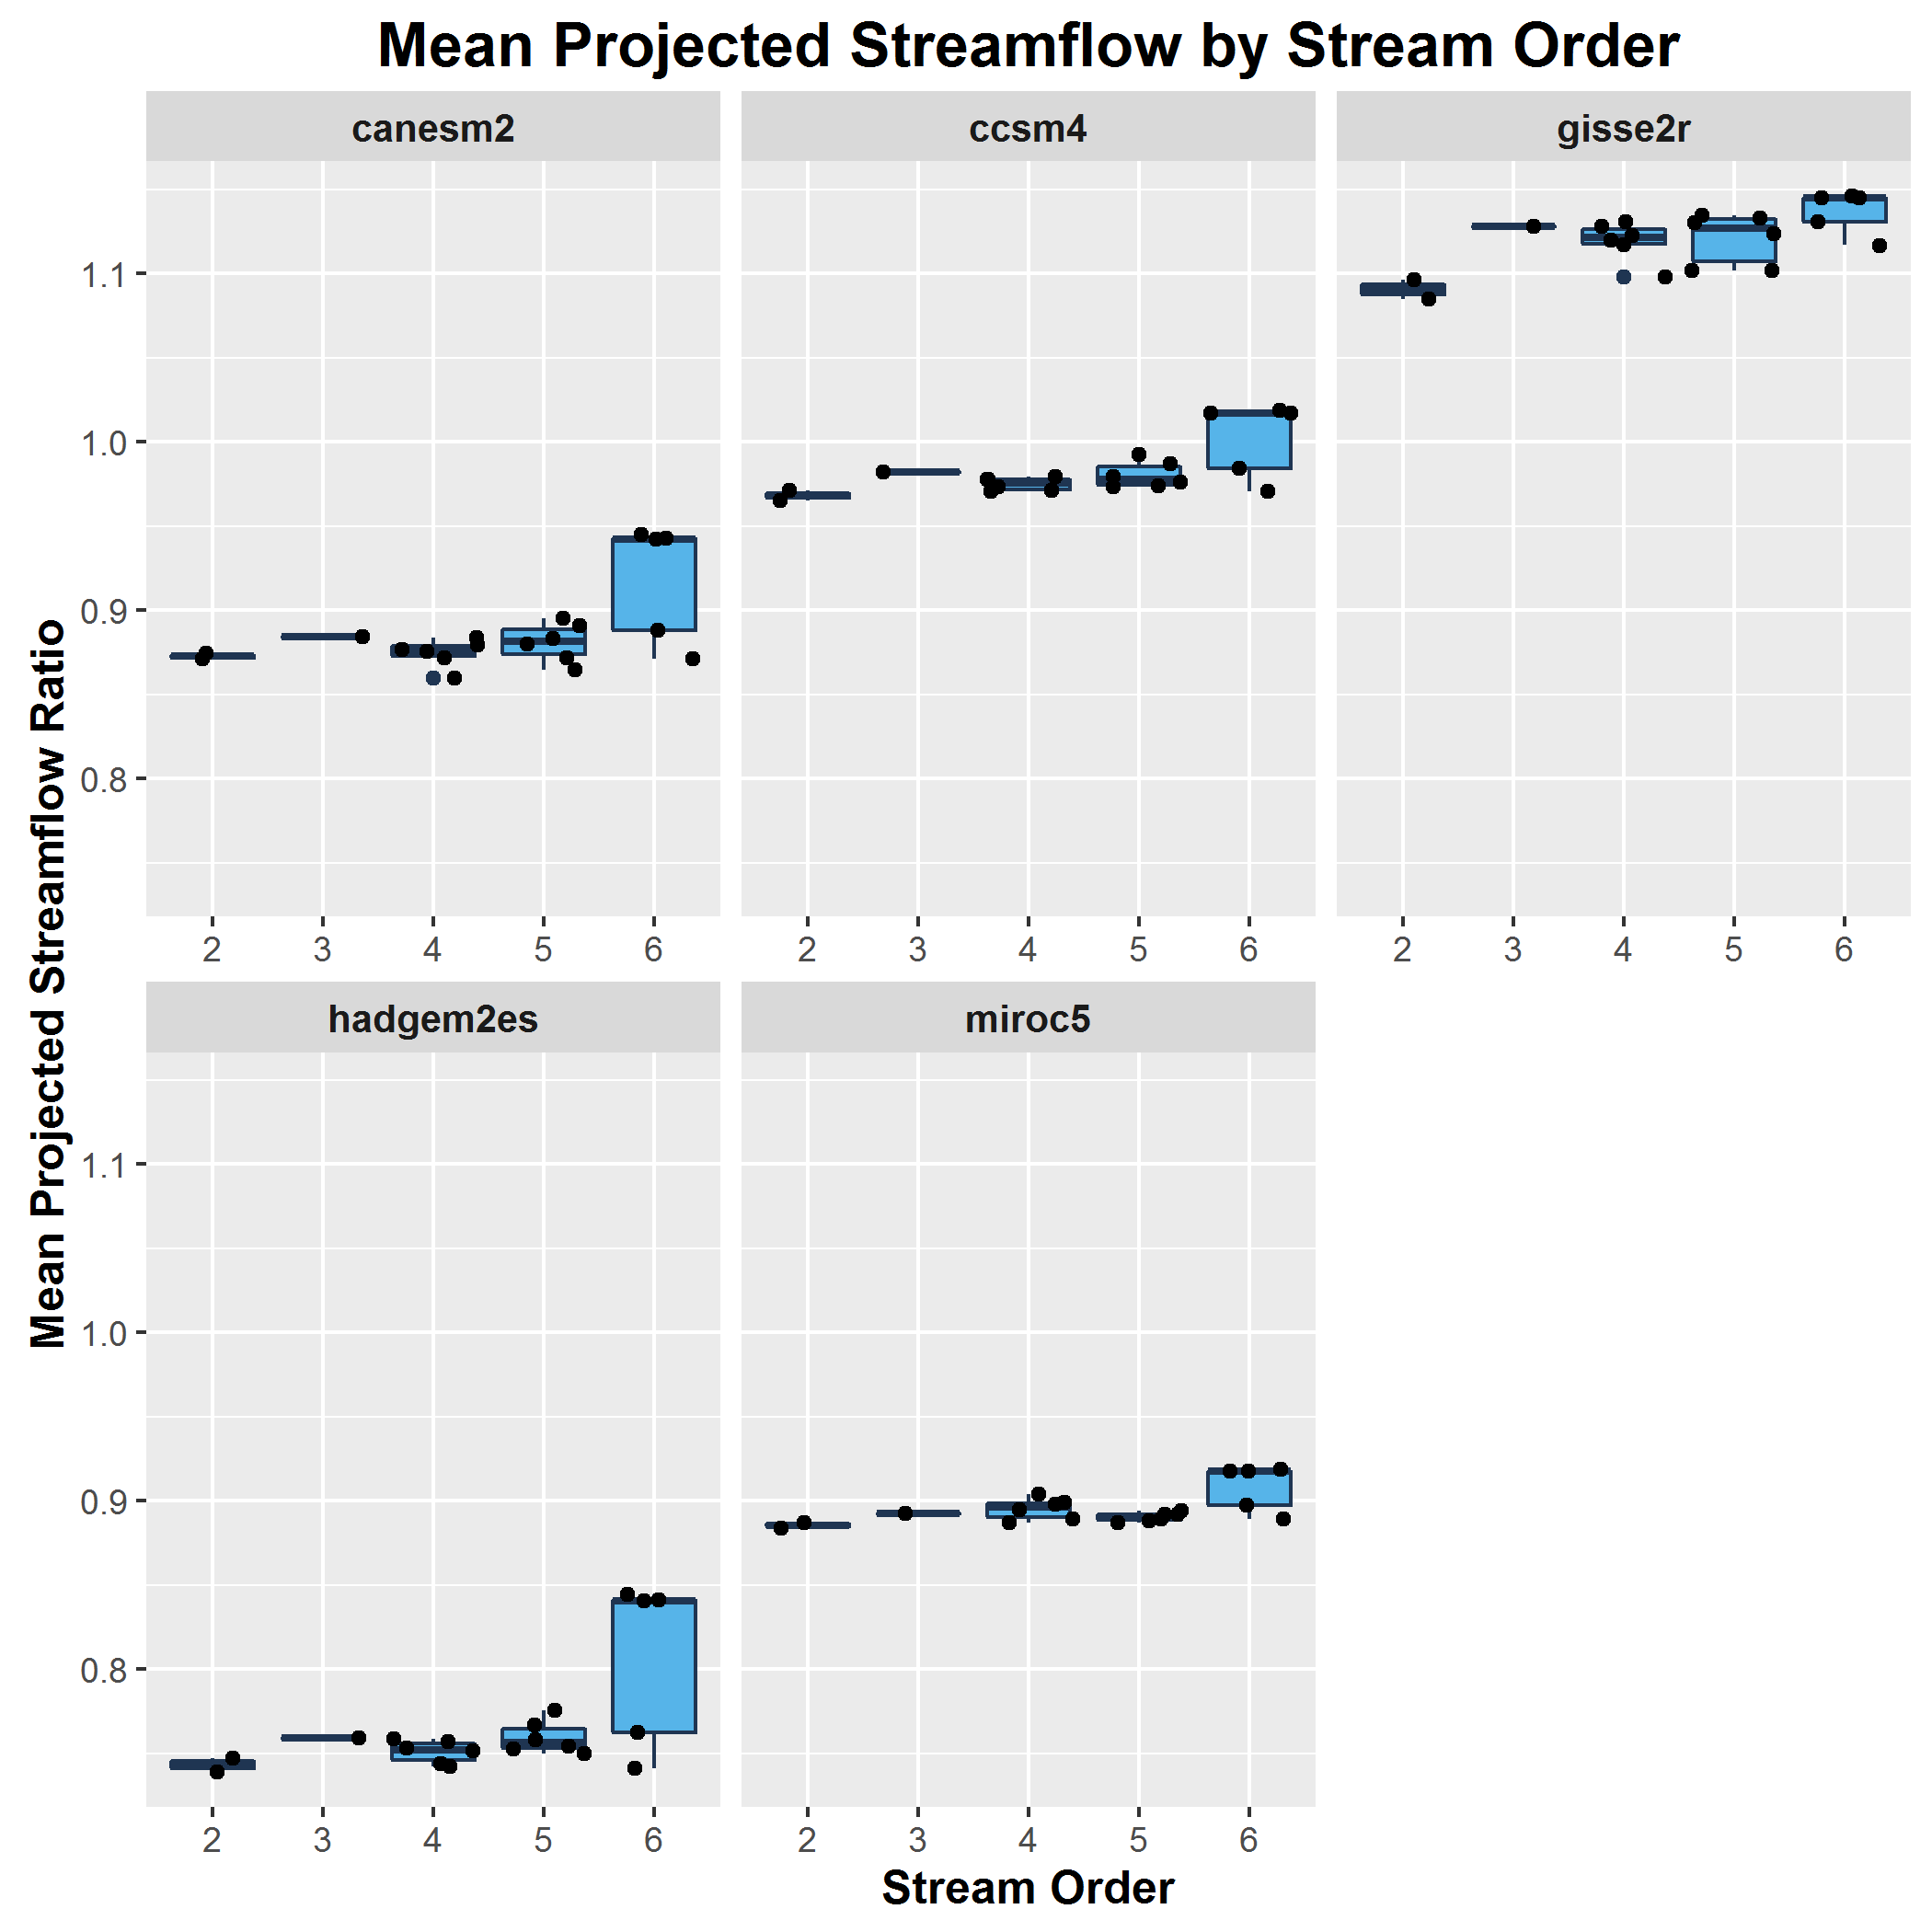 Mean Projected Streamflow by Stream Order
canesm2
ccsm4
gisse2r
1.1
1.0
0.9
0.8
2 3 4 5 6
2 3 4 5 6
2 3 4 5 6
Mean Projected Streamflow Ratio
hadgem2es
miroc5
1.1
1.0
0.9
0.8
2 3 4 5 6
2 3 4 5 6
Stream Order